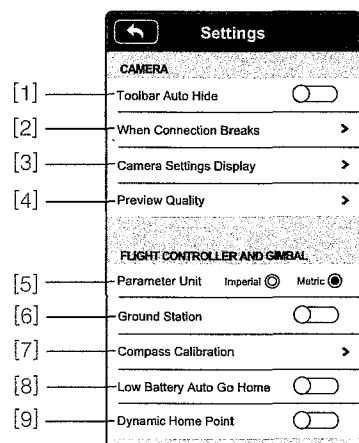 Settings
CAMERA
[1] Toolbar Auto Hide
[2] When Connection Breaks >
[3] Camera Settings Display >
[4] Preview Quality >
FLIGHT CONTROLLER AND GIMBAL
[5] Parameter Unit Imperial Metric
[6] Ground Station
[7] Compass Calibration >
[8] Low Battery Auto Go Home
[9] Dynamic Home Point